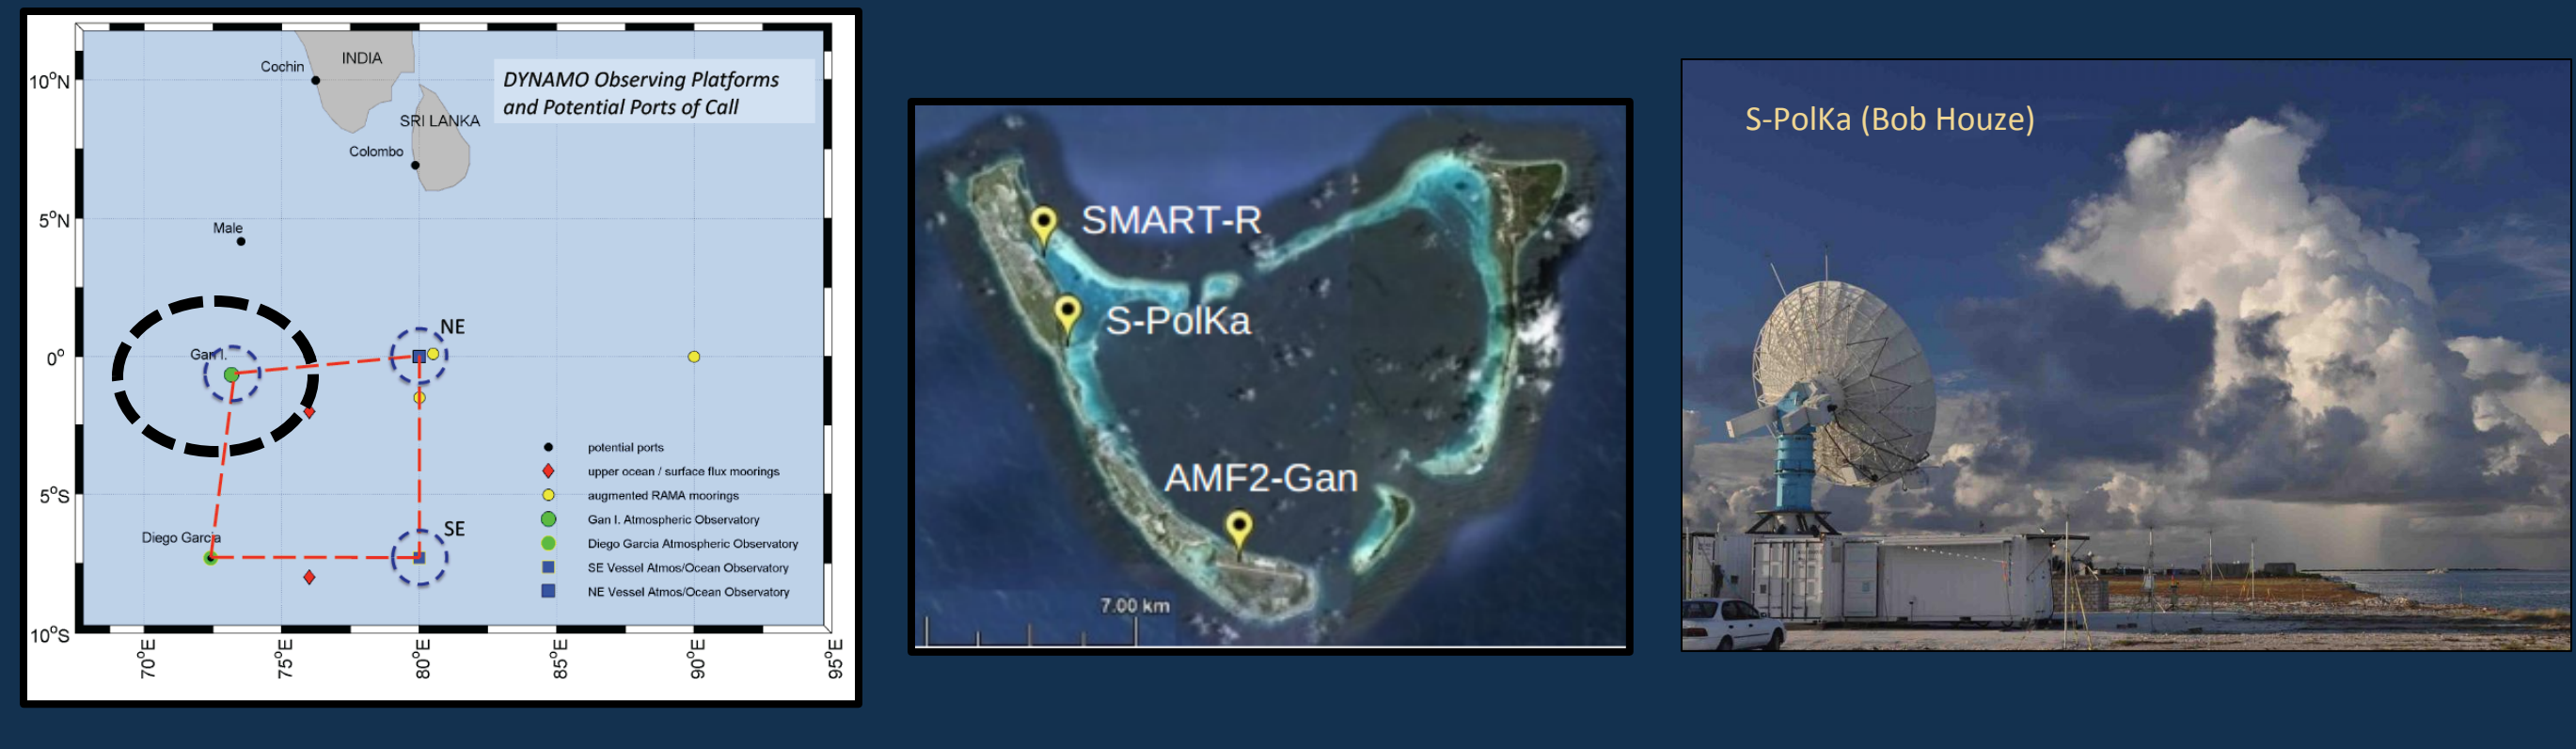 DYNAMO Observing Platforms
and Potential Ports of Call
INDIA
Cochin
SRI LANKA
Colombo
Male
Gan I.
NE
SE
Diego Garcia
potential ports
upper ocean / surface flux moorings
augmented RAMA moorings
Gan I. Atmospheric Observatory
Diego Garcia Atmospheric Observatory
SE Vessel Atmos/Ocean Observatory
NE Vessel Atmos/Ocean Observatory
10°N
5°N
0°
5°S
10°S
70°E
75°E
80°E
85°E
90°E
95°E
SMART-R
S-PolKa
AMF2-Gan
7.00 km
S-PolKa (Bob Houze)